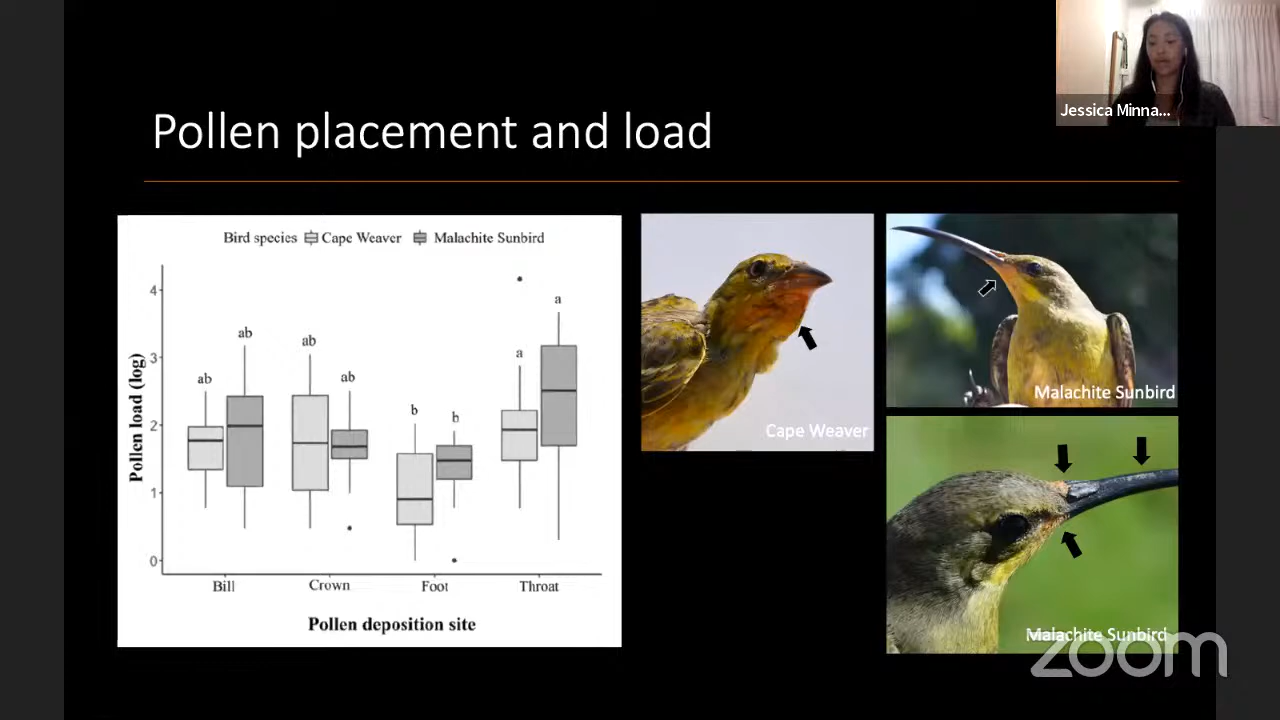 Jessica Minna...
Pollen placement and load
Bird species Cape Weaver Malachite Sunbird
Pollen load (log)
4
3
2
1
0
ab
ab
ab
ab
b
b
a
a
Bill Crown Foot Throat
Pollen deposition site
Cape Weaver
Malachite Sunbird
Malachite Sunbird
zoom